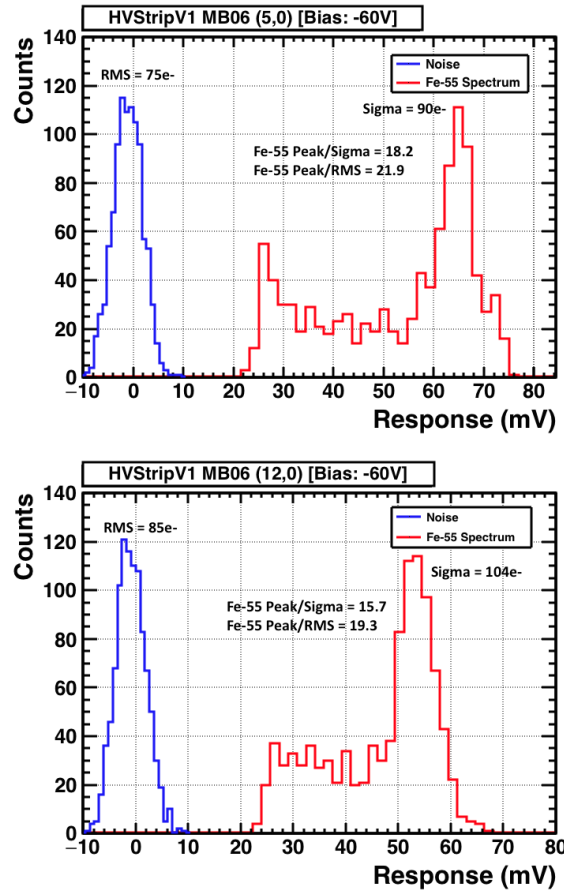 HVStripV1 MB06 (5,0) [Bias: -60V]
Counts
140
120
100
80
60
40
20
0
RMS = 75e-
Noise
Fe-55 Spectrum
Sigma = 90e-
Fe-55 Peak/Sigma = 18.2
Fe-55 Peak/RMS = 21.9
−10 0 10 20 30 40 50 60 70 80
Response (mV)
HVStripV1 MB06 (12,0) [Bias: -60V]
Counts
140
120
100
80
60
40
20
0
RMS = 85e-
Noise
Fe-55 Spectrum
Sigma = 104e-
Fe-55 Peak/Sigma = 15.7
Fe-55 Peak/RMS = 19.3
−10 0 10 20 30 40 50 60 70 80
Response (mV)